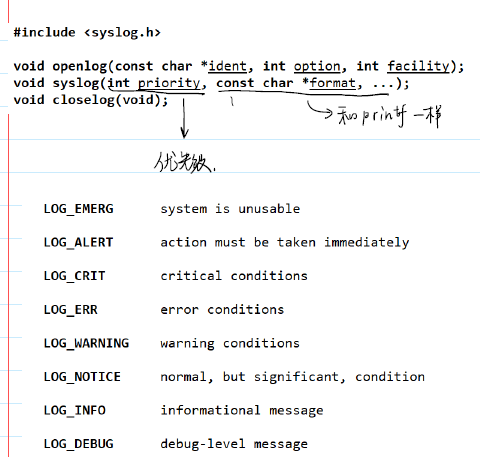 #include <syslog.h>
void openlog(const char *ident, int option, int facility);
void syslog(int priority, const char *format, ...);
void closelog(void);
和printf一样
优先级.
LOG_EMERG system is unusable
LOG_ALERT action must be taken immediately
LOG_CRIT critical conditions
LOG_ERR error conditions
LOG_WARNING warning conditions
LOG_NOTICE normal, but significant, condition
LOG_INFO informational message
LOG_DEBUG debug-level message